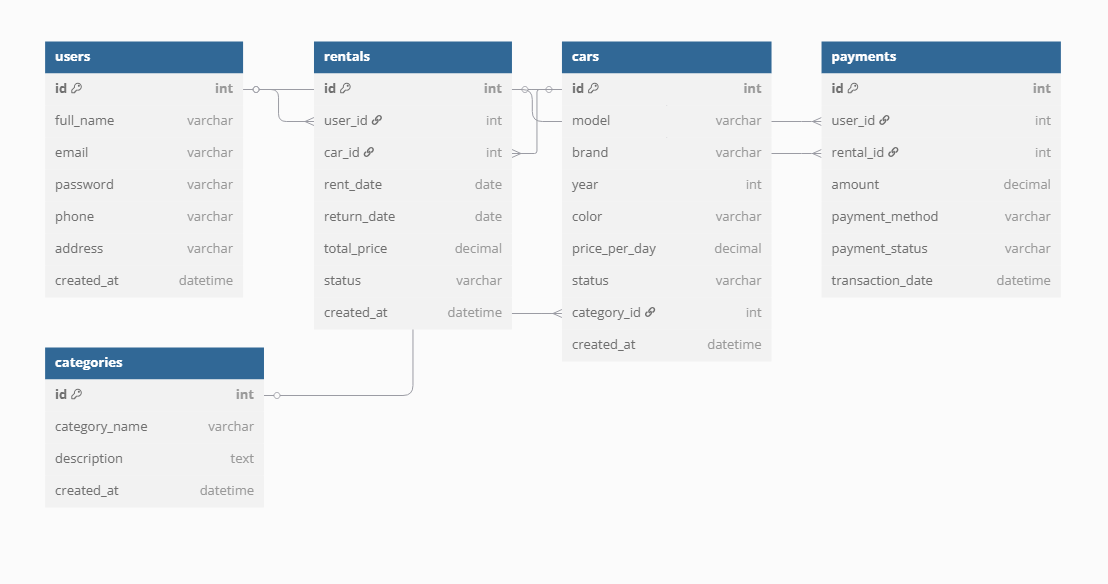 users
id int
full_name varchar
email varchar
password varchar
phone varchar
address varchar
created_at datetime
rentals
id int
user_id int
car_id int
rent_date date
return_date date
total_price decimal
status varchar
created_at datetime
cars
id int
model varchar
brand varchar
year int
color varchar
price_per_day decimal
status varchar
category_id int
created_at datetime
payments
id int
user_id int
rental_id int
amount decimal
payment_method varchar
payment_status varchar
transaction_date datetime
categories
id int
category_name varchar
description text
created_at datetime